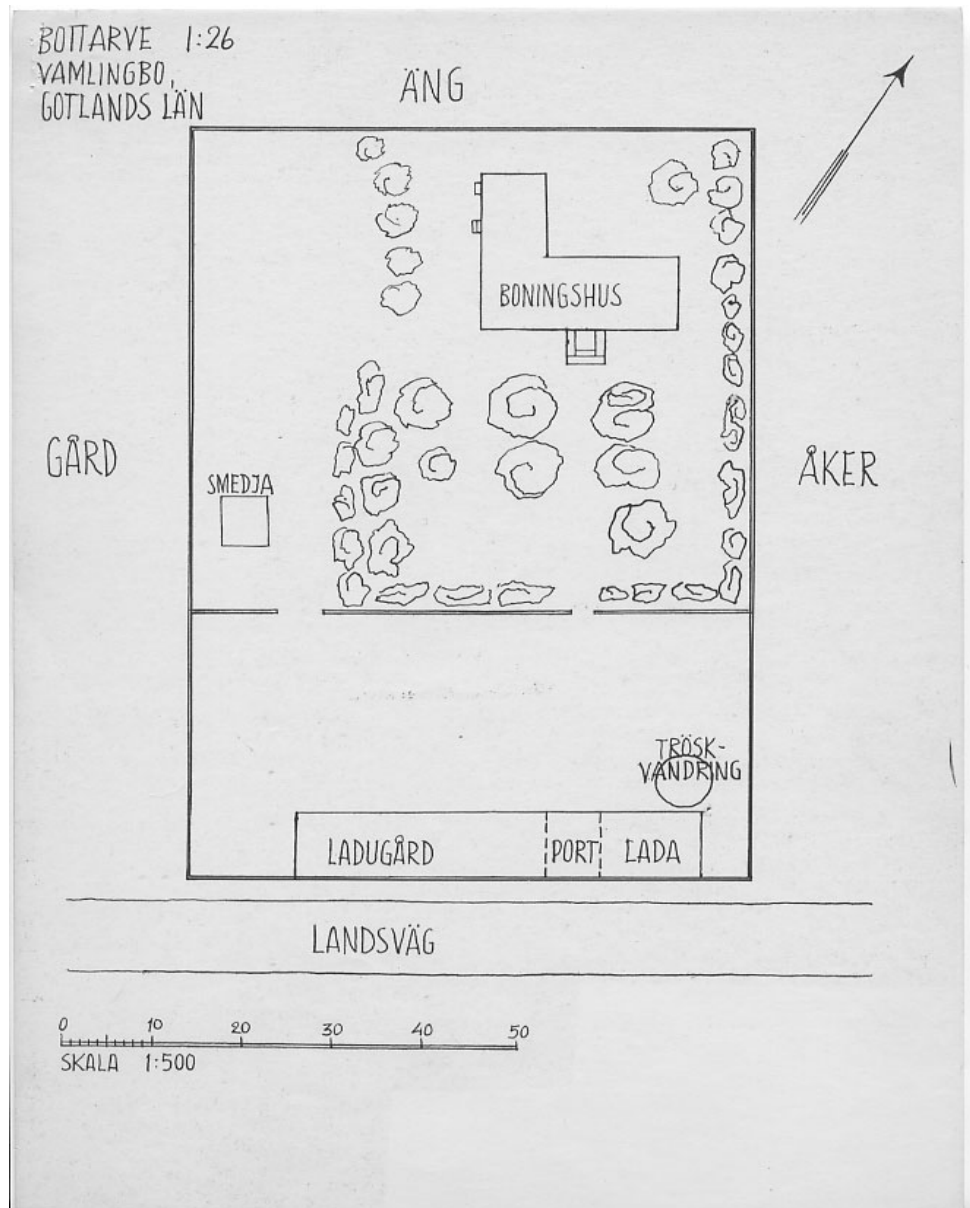 BOTTARVE 1:26
VAMLINGBO,
GOTLANDS LÄN
ÄNG
BONINGSHUS
GÅRD
ÅKER
SMEDJA
TRÖSK-
VANDRING
LADUGÅRD
PORT
LADA
LANDSVÄG
0 10 20 30 40 50
SKALA 1:500